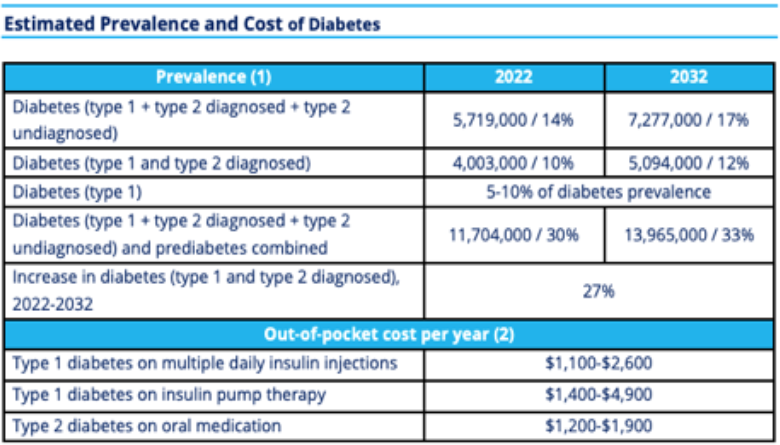 Estimated Prevalence and Cost of Diabetes
Prevalence (1) 2022 2032
Diabetes (type 1 + type 2 diagnosed + type 2
undiagnosed) 5,719,000 / 14% 7,277,000 / 17%
Diabetes (type 1 and type 2 diagnosed) 4,003,000 / 10% 5,094,000 / 12%
Diabetes (type 1) 5-10% of diabetes prevalence
Diabetes (type 1 + type 2 diagnosed + type 2
undiagnosed) and prediabetes combined 11,704,000 / 30% 13,965,000 / 33%
Increase in diabetes (type 1 and type 2 diagnosed),
2022-2032 27%
Out-of-pocket cost per year (2)
Type 1 diabetes on multiple daily insulin injections $1,100-$2,600
Type 1 diabetes on insulin pump therapy $1,400-$4,900
Type 2 diabetes on oral medication $1,200-$1,900